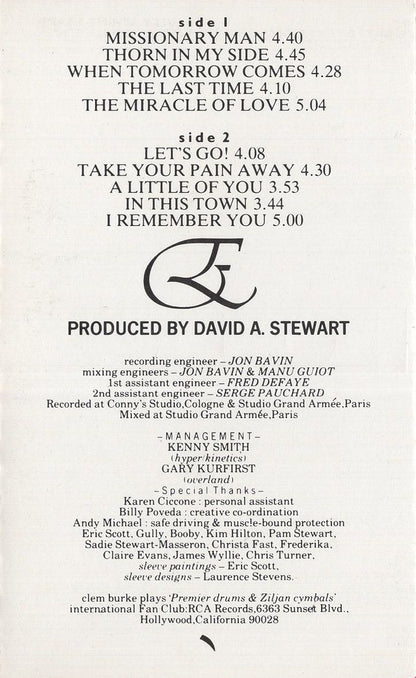 side 1
MISSIONARY MAN 4.40
THORN IN MY SIDE 4.45
WHEN TOMORROW COMES 4.28
THE LAST TIME 4.10
THE MIRACLE OF LOVE 5.04
side 2
LET'S GO! 4.08
TAKE YOUR PAIN AWAY 4.30
A LITTLE OF YOU 3.53
IN THIS TOWN 3.44
I REMEMBER YOU 5.00
E
PRODUCED BY DAVID A. STEWART
recording engineer – JON BAVIN
mixing engineers – JON BAVIN & MANU GUIOT
1st assistant engineer – FRED DEFAYE
2nd assistant engineer – SERGE PAUCHARD
Recorded at Conny's Studio,Cologne & Studio Grand Armée,Paris
Mixed at Studio Grand Armée,Paris
–MANAGEMENT–
KENNY SMITH
(hyper kinetics)
GARY KURFIRST
(overland)
–Special Thanks–
Karen Ciccone : personal assistant
Billy Poveda : creative co-ordination
Andy Michael : safe driving & muscle-bound protection
Eric Scott, Gully, Booby, Kim Hilton, Pam Stewart,
Sadie Stewart-Masseron, Christa Fast, Frederika,
Claire Evans, James Wyllie, Chris Turner,
sleeve paintings – Eric Scott,
sleeve designs – Laurence Stevens.
clem burke plays 'Premier drums & Ziljan cymbals'
international Fan Club:RCA Records,6363 Sunset Blvd.,
Hollywood,California 90028